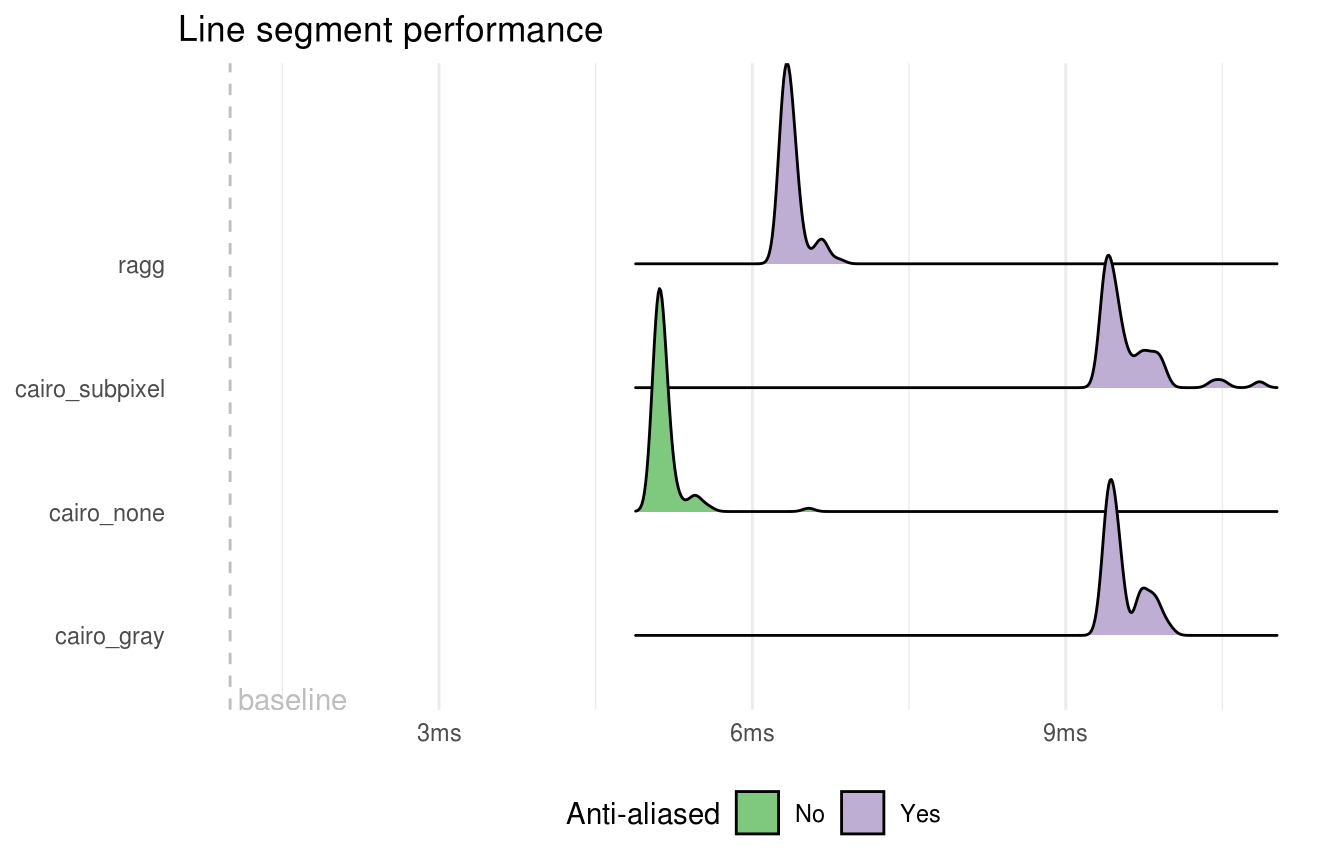 Line segment performance
ragg
cairo_subpixel
cairo_none
cairo_gray
baseline
3ms 6ms 9ms
Anti-aliased No Yes